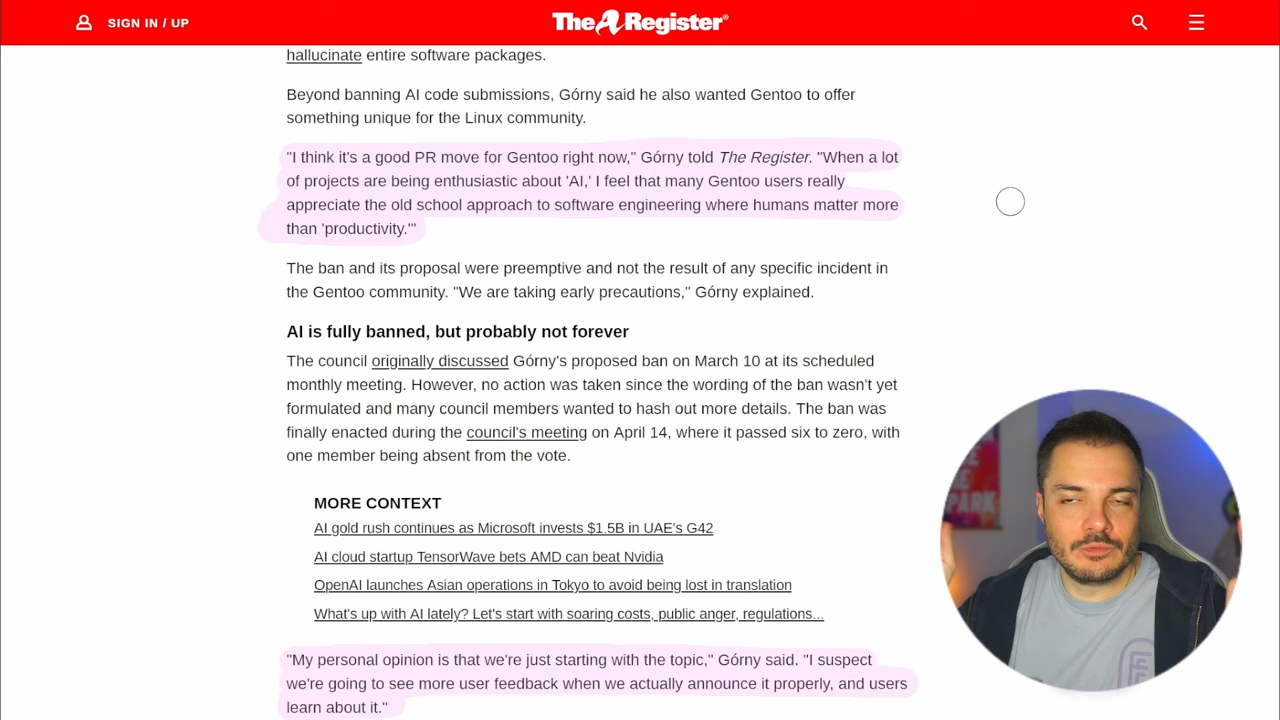 SIGN IN / UP
The Register®
hallucinate entire software packages.
Beyond banning AI code submissions, Górny said he also wanted Gentoo to offer
something unique for the Linux community.
"I think it's a good PR move for Gentoo right now," Górny told The Register. "When a lot
of projects are being enthusiastic about 'AI,' I feel that many Gentoo users really
appreciate the old school approach to software engineering where humans matter more
than 'productivity.'"
The ban and its proposal were preemptive and not the result of any specific incident in
the Gentoo community. "We are taking early precautions," Górny explained.
AI is fully banned, but probably not forever
The council originally discussed Górny's proposed ban on March 10 at its scheduled
monthly meeting. However, no action was taken since the wording of the ban wasn't yet
formulated and many council members wanted to hash out more details. The ban was
finally enacted during the council's meeting on April 14, where it passed six to zero, with
one member being absent from the vote.
MORE CONTEXT
AI gold rush continues as Microsoft invests $1.5B in UAE's G42
AI cloud startup TensorWave bets AMD can beat Nvidia
OpenAI launches Asian operations in Tokyo to avoid being lost in translation
What's up with AI lately? Let's start with soaring costs, public anger, regulations...
"My personal opinion is that we're just starting with the topic," Górny said. "I suspect
we're going to see more user feedback when we actually announce it properly, and users
learn about it."